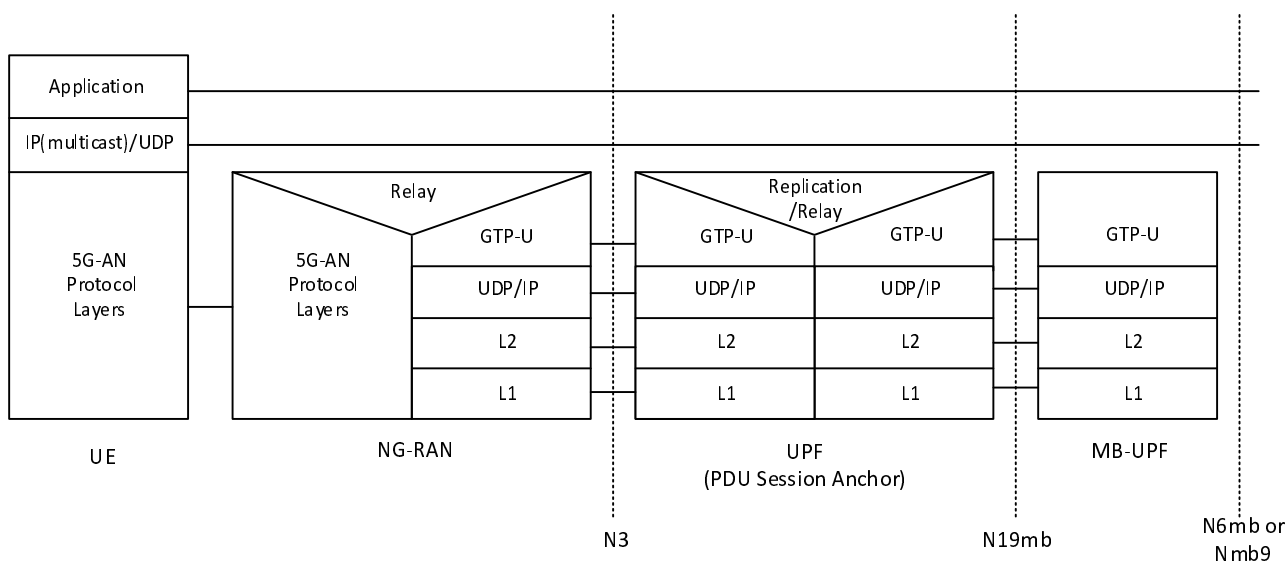 Application
IP(multicast)/UDP
5G-AN
Protocol
Layers
UE
Relay
5G-AN
Protocol
Layers
GTP-U
UDP/IP
L2
L1
NG-RAN
N3
Replication
/Relay
GTP-U
UDP/IP
L2
L1
GTP-U
UDP/IP
L2
L1
UPF
(PDU Session Anchor)
N19mb
GTP-U
UDP/IP
L2
L1
MB-UPF
N6mb or
Nmb9